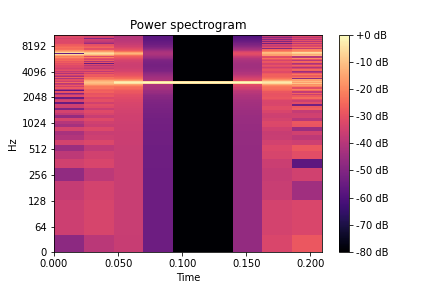 Power spectrogram
8192
4096
2048
1024
512
256
128
64
0
Hz
0.000 0.050 0.100 0.150 0.200
Time
+0 dB
-10 dB
-20 dB
-30 dB
-40 dB
-50 dB
-60 dB
-70 dB
-80 dB